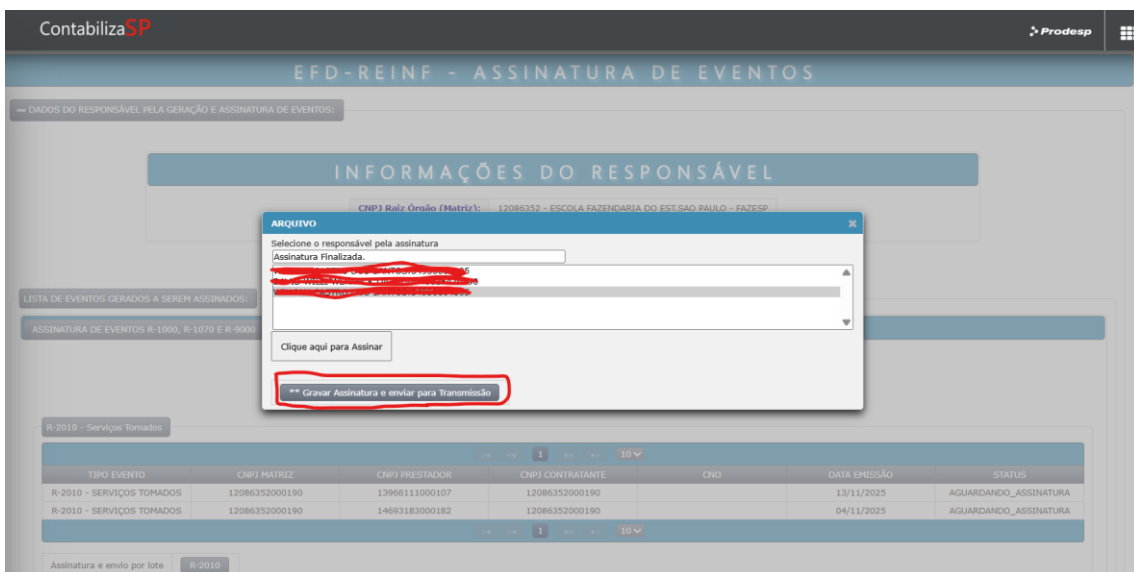 ContabilizaSP
Prodesp
EFD-REINF - ASSINATURA DE EVENTOS
DADOS DO RESPONSÁVEL PELA GERAÇÃO E ASSINATURA DE EVENTOS:
INFORMAÇÕES DO RESPONSÁVEL
CNPJ Raiz Órgão (Matriz): 12086352 - ESCOLA FAZENDARIA DO EST.SAO PAULO - FAZESP
ARQUIVO
Selecione o responsável pela assinatura
Assinatura Finalizada.
LISTA DE EVENTOS GERADOS A SEREM ASSINADOS:
ASSINATURA DE EVENTOS R-1000, R-1070 E R-9000
Clique aqui para Assinar
** Gravar Assinatura e enviar para Transmissão
R-2010 - Serviços Tomados
1 10
TIPO EVENTO CNPJ MATRIZ CNPJ PRESTADOR CNPJ CONTRATANTE CNO DATA EMISSÃO STATUS
R-2010 - SERVIÇOS TOMADOS 12086352000190 13966111000107 12086352000190 13/11/2025 AGUARDANDO_ASSINATURA
R-2010 - SERVIÇOS TOMADOS 12086352000190 14693183000182 12086352000190 04/11/2025 AGUARDANDO_ASSINATURA
1 10
Assinatura e envio por lote R-2010